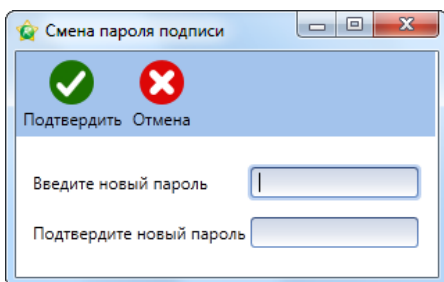 Смена пароля подписи
Подтвердить Отмена
Введите новый пароль
Подтвердите новый пароль